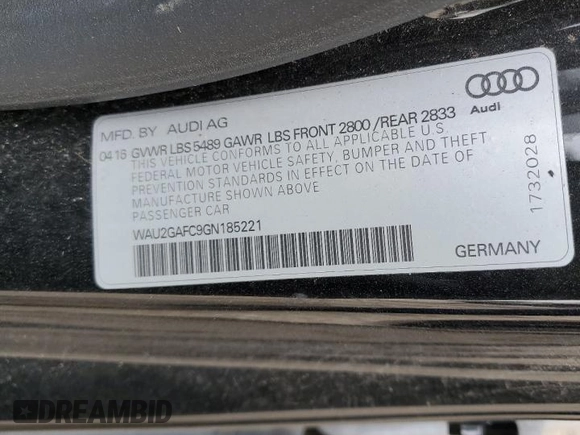 MFD. BY AUDI AG
0416 GVWR LBS 5489 GAWR LBS FRONT 2800 /REAR 2833
THIS VEHICLE CONFORMS TO ALL APPLICABLE U.S.
FEDERAL MOTOR VEHICLE SAFETY, BUMPER AND THEFT
PREVENTION STANDARDS IN EFFECT ON THE DATE OF
MANUFACTURE SHOWN ABOVE
PASSENGER CAR
WAU2GAFC9GN185221
GERMANY
Audi
1732028
DREAMBID